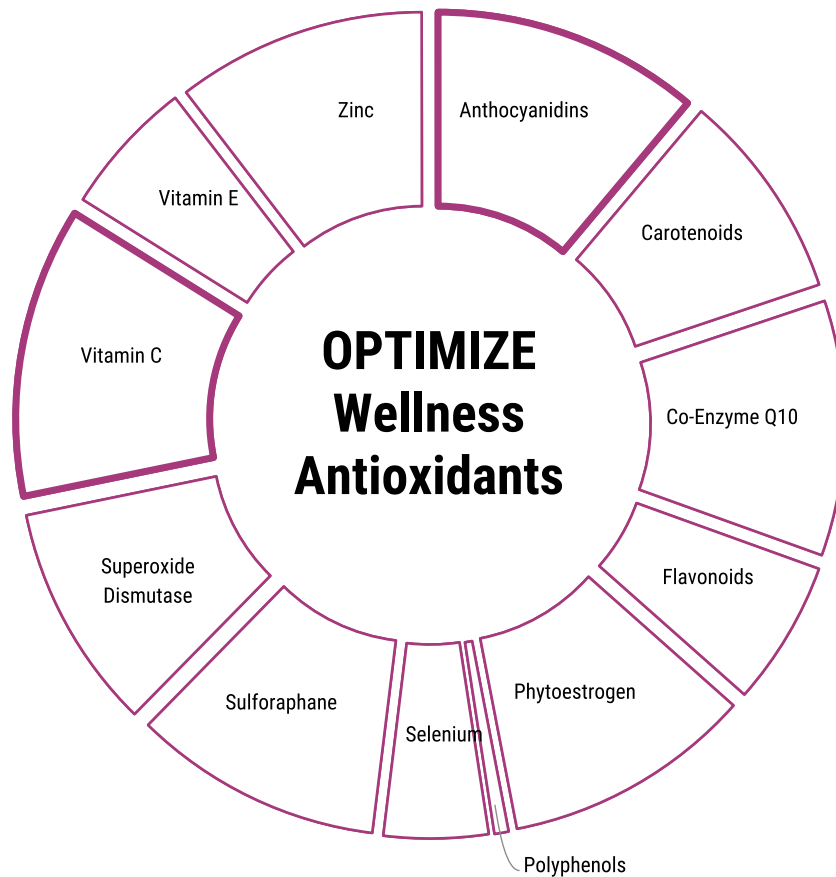 Zinc
Anthocyanidins
Vitamin E
Carotenoids
OPTIMIZE
Wellness
Antioxidants
Vitamin C
Co-Enzyme Q10
Superoxide
Dismutase
Flavonoids
Sulforaphane
Selenium
Phytoestrogen
Polyphenols